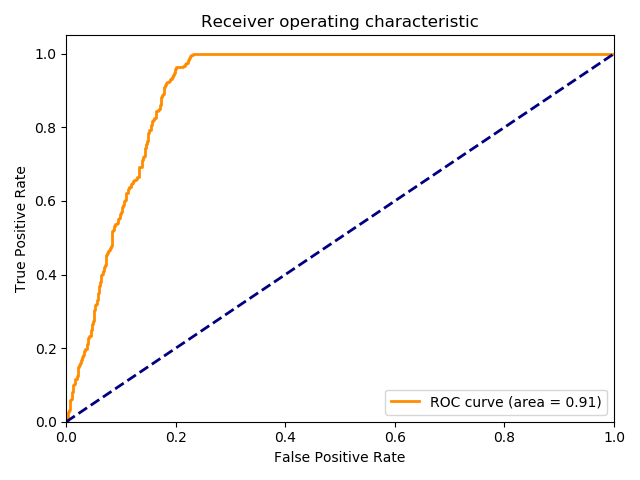 Receiver operating characteristic
True Positive Rate
1.0
0.8
0.6
0.4
0.2
0.0
ROC curve (area = 0.91)
0.0 0.2 0.4 0.6 0.8 1.0
False Positive Rate